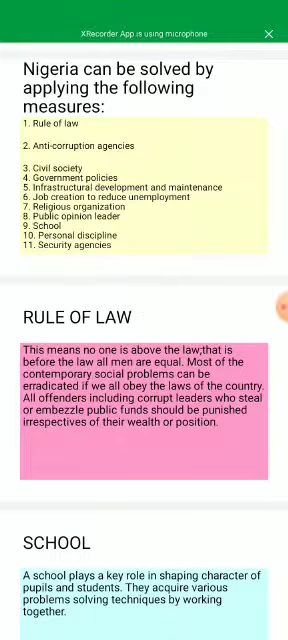 XRecorder App is using microphone
Nigeria can be solved by
applying the following
measures:
1. Rule of law
2. Anti-corruption agencies
3. Civil society
4. Government policies
5. Infrastructural development and maintenance
6. Job creation to reduce unemployment
7. Religious organization
8. Public opinion leader
9. School
10. Personal discipline
11. Security agencies
RULE OF LAW
This means no one is above the law;that is
before the law all men are equal. Most of the
contemporary social problems can be
erradicated if we all obey the laws of the country.
All offenders including corrupt leaders who steal
or embezzle public funds should be punished
irrespectives of their wealth or position.
SCHOOL
A school plays a key role in shaping character of
pupils and students. They acquire various
problems solving techniques by working
together.